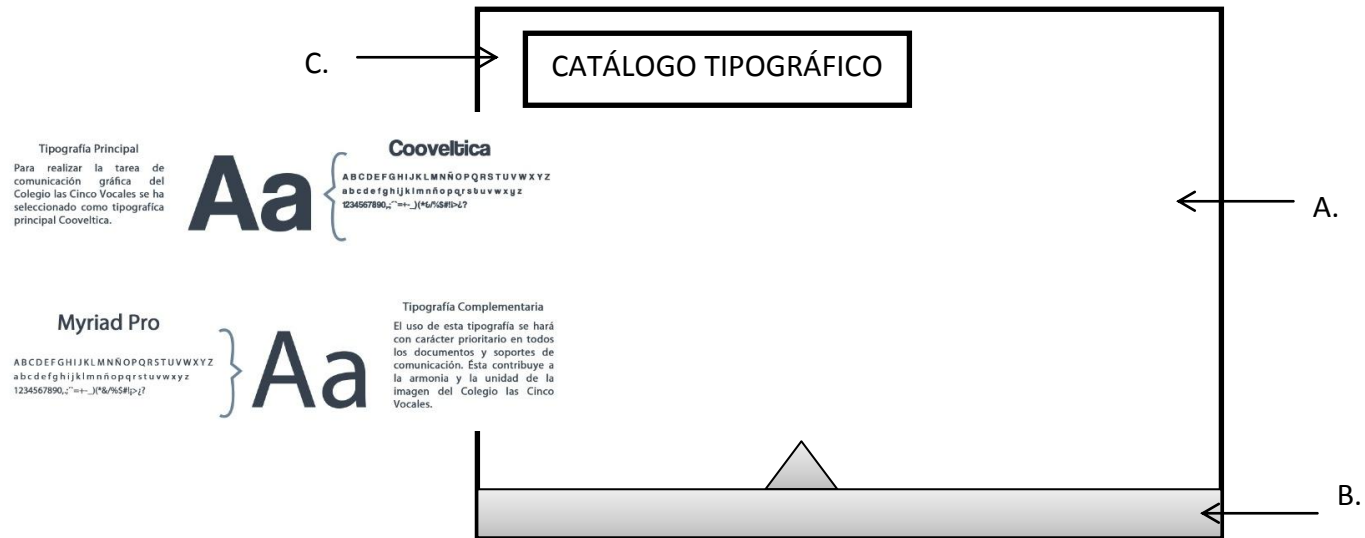 C.
CATÁLOGO TIPOGRÁFICO
A.
Tipografía Principal
Para realizar la tarea de
comunicación gráfica del
Colegio las Cinco Vocales se ha
seleccionado como tipografíca
principal Cooveltica.
Aa
Cooveltica
ABCDEFGHIJKLMNÑOPQRSTUVWXYZ
abcdefghijklmnñopqrstuvwxyz
Myriad Pro
ABCDEFGHIJKLMNÑOPQRSTUVWXYZ
abcdefghijklmnñopqrstuvwxyz
Aa
Tipografía Complementaria
El uso de esta tipografía se hará
con carácter prioritario en todos
los documentos y soportes de
comunicación. Ésta contribuye a
la armonia y la unidad de la
imagen del Colegio las Cinco
Vocales.
B.